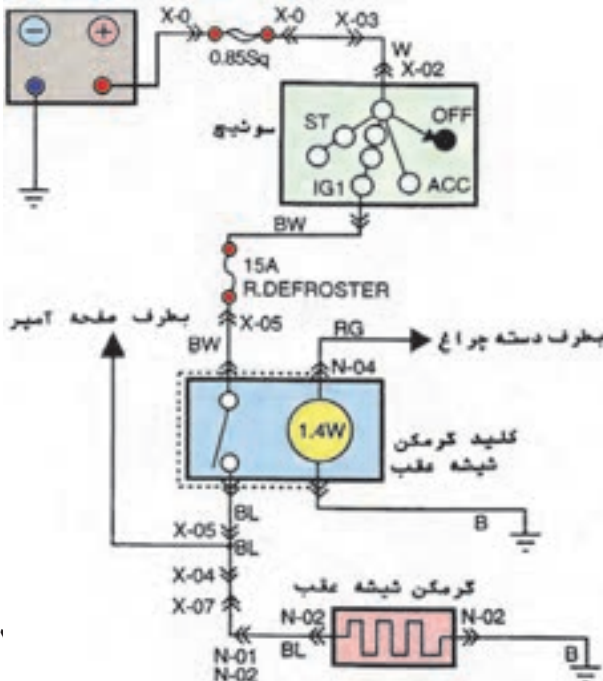 X-0 X-0 X-03
− +
0.85Sq
W
X-02
سوئیچ
ST OFF
IG1 ACC
BW
15A
R.DEFROSTER
بطرف صفحه آمپر
X-05
RG
بطرف دسته چراغ
BW
N-04
1.4W
کلید گرمکن
شیشه عقب
BL
X-05
B
BL
X-04
گرمکن شیشه عقب
X-07
N-02 N-02
N-01 BL B
N-02